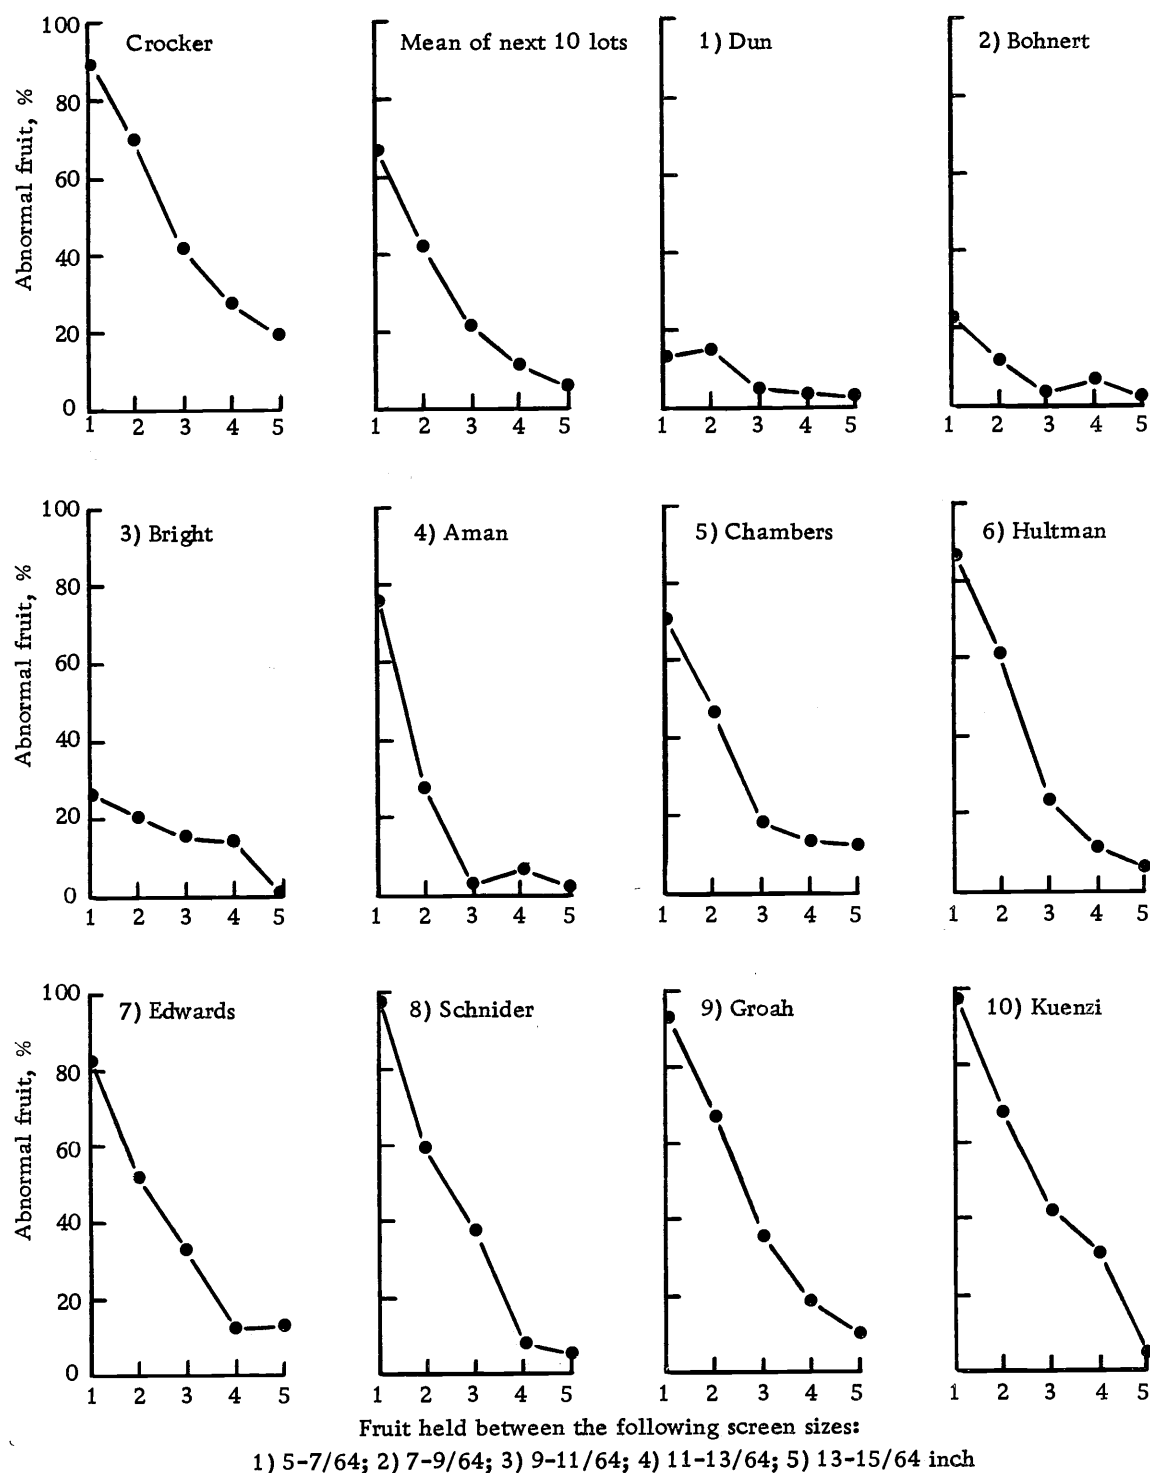 Crocker
Mean of next 10 lots
1) Dun
2) Bohnert
Abnormal fruit, %
100
80
60
40
20
0
1 2 3 4 5
1 2 3 4 5
1 2 3 4 5
1 2 3 4 5
3) Bright
4) Aman
5) Chambers
6) Hultman
Abnormal fruit, %
100
80
60
40
20
0
1 2 3 4 5
1 2 3 4 5
1 2 3 4 5
1 2 3 4 5
7) Edwards
8) Schnider
9) Groah
10) Kuenzi
Abnormal fruit, %
100
80
60
40
20
0
1 2 3 4 5
1 2 3 4 5
1 2 3 4 5
1 2 3 4 5
Fruit held between the following screen sizes:
1) 5-7/64; 2) 7-9/64; 3) 9-11/64; 4) 11-13/64; 5) 13-15/64 inch